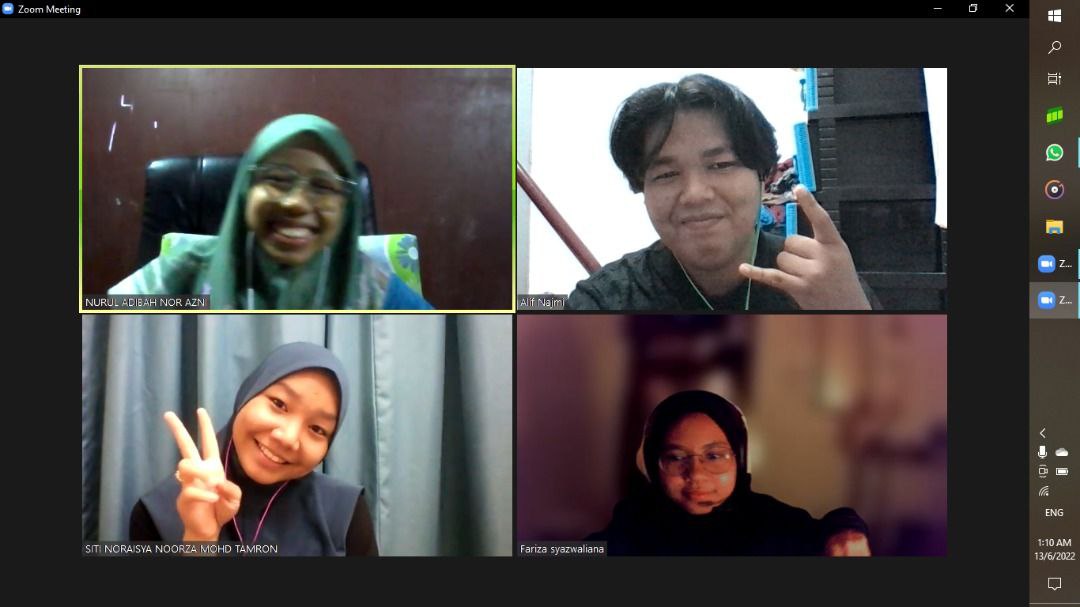 Zoom Meeting
NURUL ADIBAH NOR AZNI
Alif Najmi
SITI NORAISYA NOORZA MOHD TAMRON
Fariza syazwaliana
Z...
Z...
ENG
1:10 AM
13/6/2022